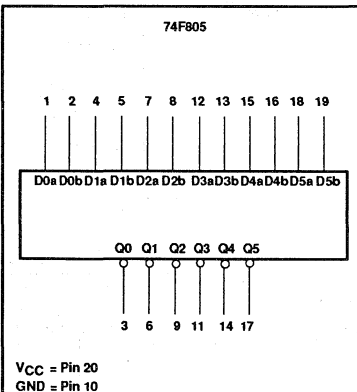 74F805
1 2 4 5 7 8 12 13 15 16 18 19
D0a D0b D1a D1b D2a D2b D3a D3b D4a D4b D5a D5b
Q0 Q1 Q2 Q3 Q4 Q5
3 6 9 11 14 17
VCC = Pin 20
GND = Pin 10